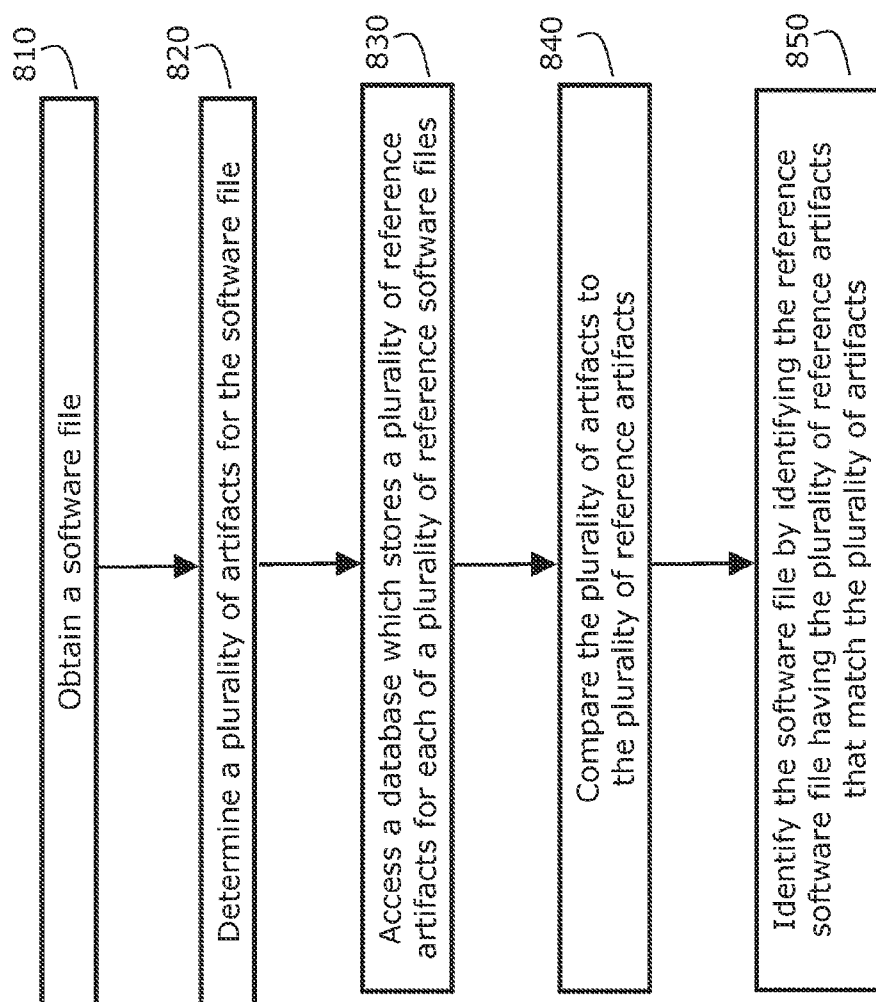 810
Obtain a software file
820
Determine a plurality of artifacts for the software file
830
Access a database which stores a plurality of reference
artifacts for each of a plurality of reference software files
840
Compare the plurality of artifacts to
the plurality of reference artifacts
850
Identify the software file by identifying the reference
software file having the plurality of reference artifacts
that match the plurality of artifacts